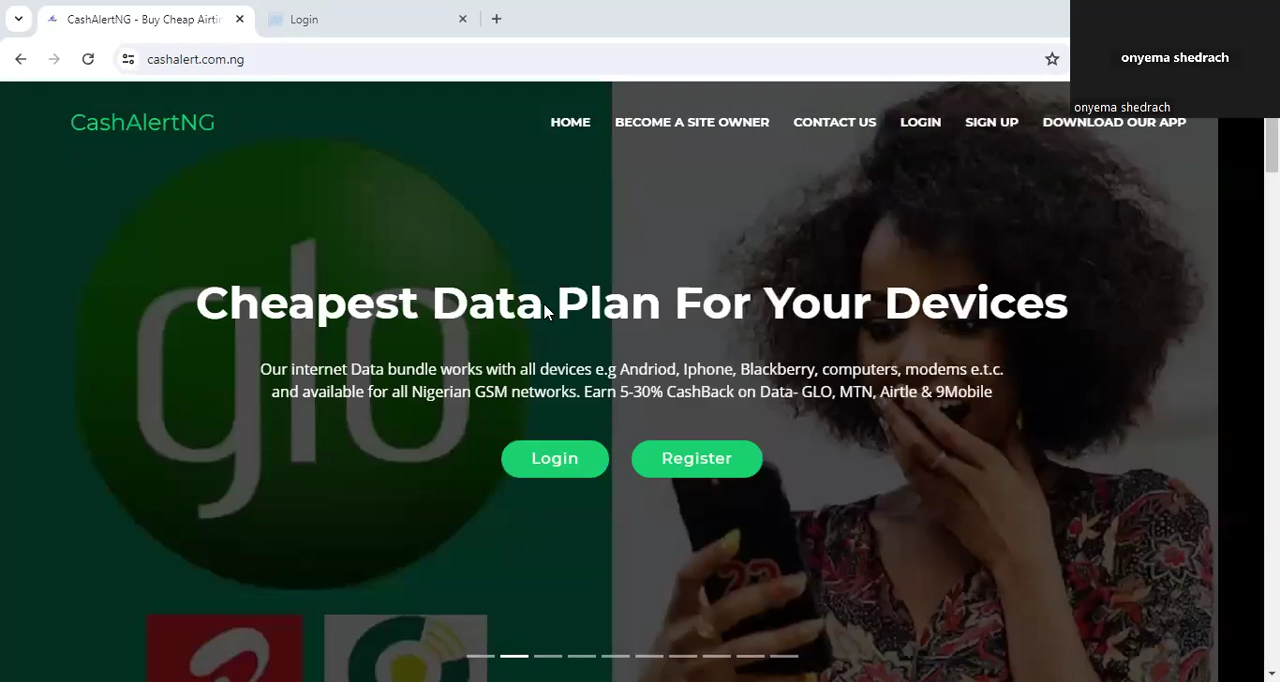 CashAlertNG - Buy Cheap Airtin
Login
cashalert.com.ng
onyema shedrach
onyema shedrach
CashAlertNG
HOME
BECOME A SITE OWNER
CONTACT US
LOGIN
SIGN UP
DOWNLOAD OUR APP
glo
Cheapest Data Plan For Your Devices
Our internet Data bundle works with all devices e.g Andriod, Iphone, Blackberry, computers, modems e.t.c.
and available for all Nigerian GSM networks. Earn 5-30% CashBack on Data- GLO, MTN, Airtle & 9Mobile
Login
Register